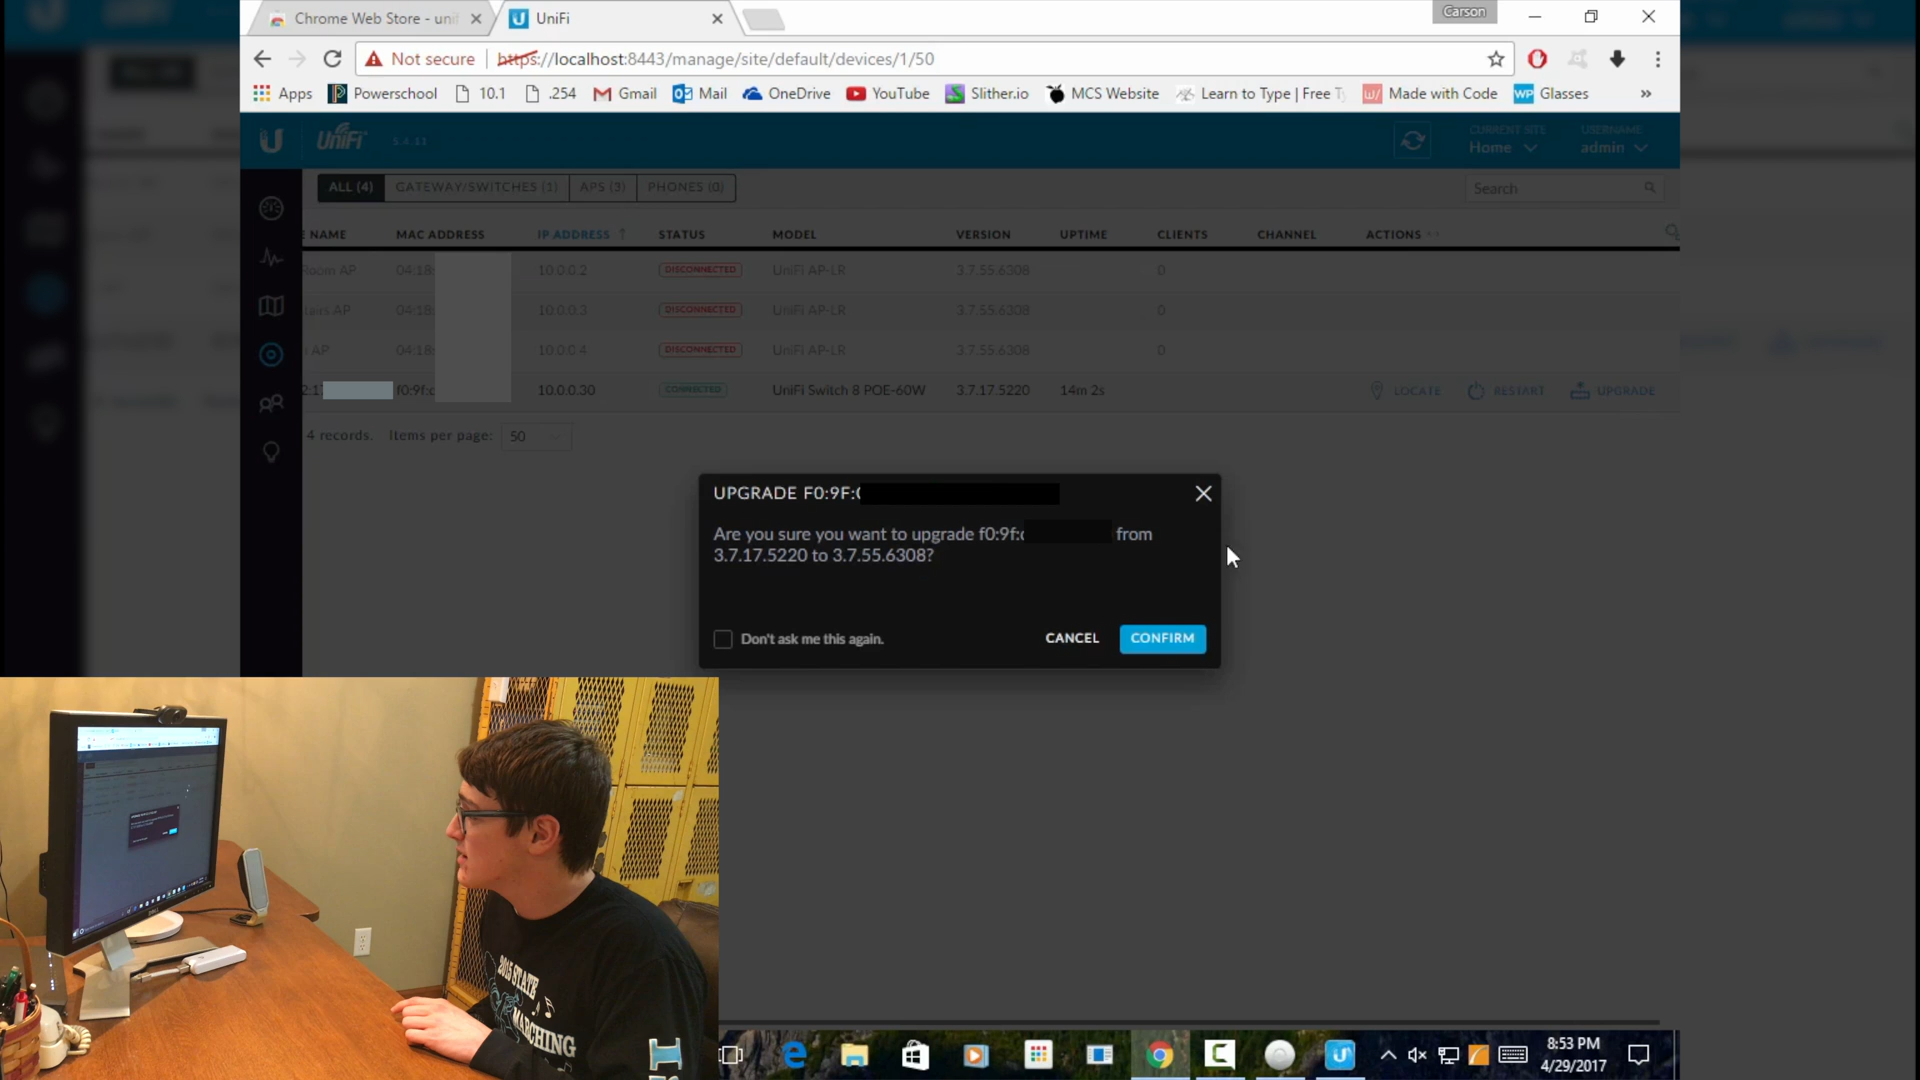 Chrome Web Store - uni
UniFi
Carson
Not secure
https://localhost:8443/manage/site/default/devices/1/50
Apps
Powerschool
10.1
.254
Gmail
Mail
OneDrive
YouTube
Slither.io
MCS Website
Learn to Type | Free
Made with Code
WP
Glasses
»
U
UniFi
5.4.11
CURRENT SITE
Home
USERNAME
admin
ALL (4)
GATEWAY/SWITCHES (1)
APS (3)
PHONES (0)
Search
NAME
MAC ADDRESS
IP ADDRESS ↑
STATUS
MODEL
VERSION
UPTIME
CLIENTS
CHANNEL
ACTIONS
Room AP
04:18:
10.0.0.2
DISCONNECTED
UniFi AP-LR
3.7.55.6308
0
airs AP
04:18:
10.0.0.3
DISCONNECTED
UniFi AP-LR
3.7.55.6308
0
AP
04:18:
10.0.0.4
DISCONNECTED
UniFi AP-LR
3.7.55.6308
0
2:17
f0:9f:c
10.0.0.30
CONNECTED
UniFi Switch 8 POE-60W
3.7.17.5220
14m 2s
LOCATE
RESTART
UPGRADE
4 records.
Items per page:
50
UPGRADE F0:9F:C
Are you sure you want to upgrade f0:9f:c from
3.7.17.5220 to 3.7.55.6308?
Don't ask me this again.
CANCEL
CONFIRM
DELL
2015 STATE
MARCHING
8:53 PM
4/29/2017